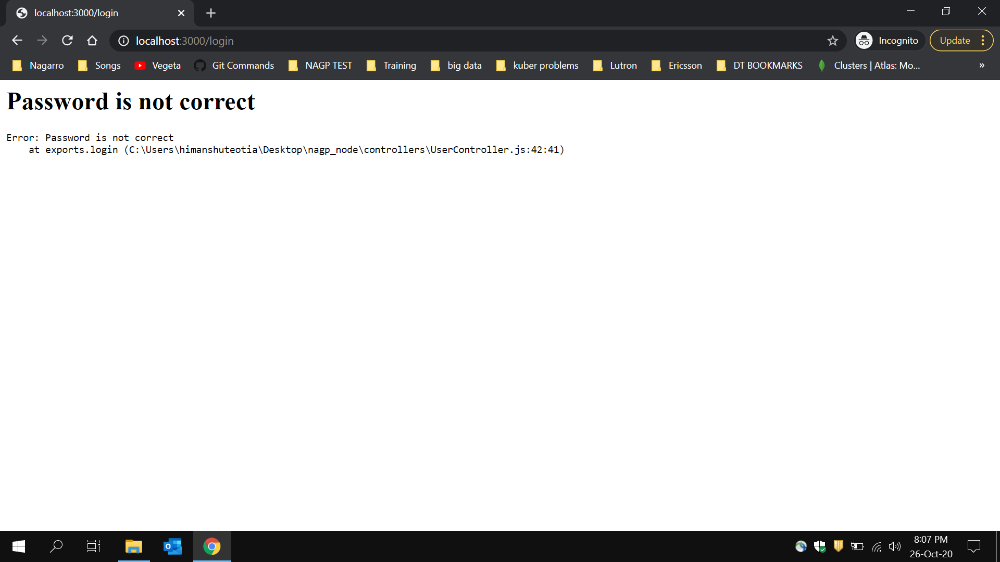 localhost:3000/login
localhost:3000/login
Incognito
Update
Nagarro
Songs
Vegeta
Git Commands
NAGP TEST
Training
big data
kuber problems
Lutron
Ericsson
DT BOOKMARKS
Clusters | Atlas: Mo...
»
Password is not correct
Error: Password is not correct
at exports.login (C:\Users\himanshuteotia\Desktop\nagp_node\controllers\UserController.js:42:41)
8:07 PM
26-Oct-20